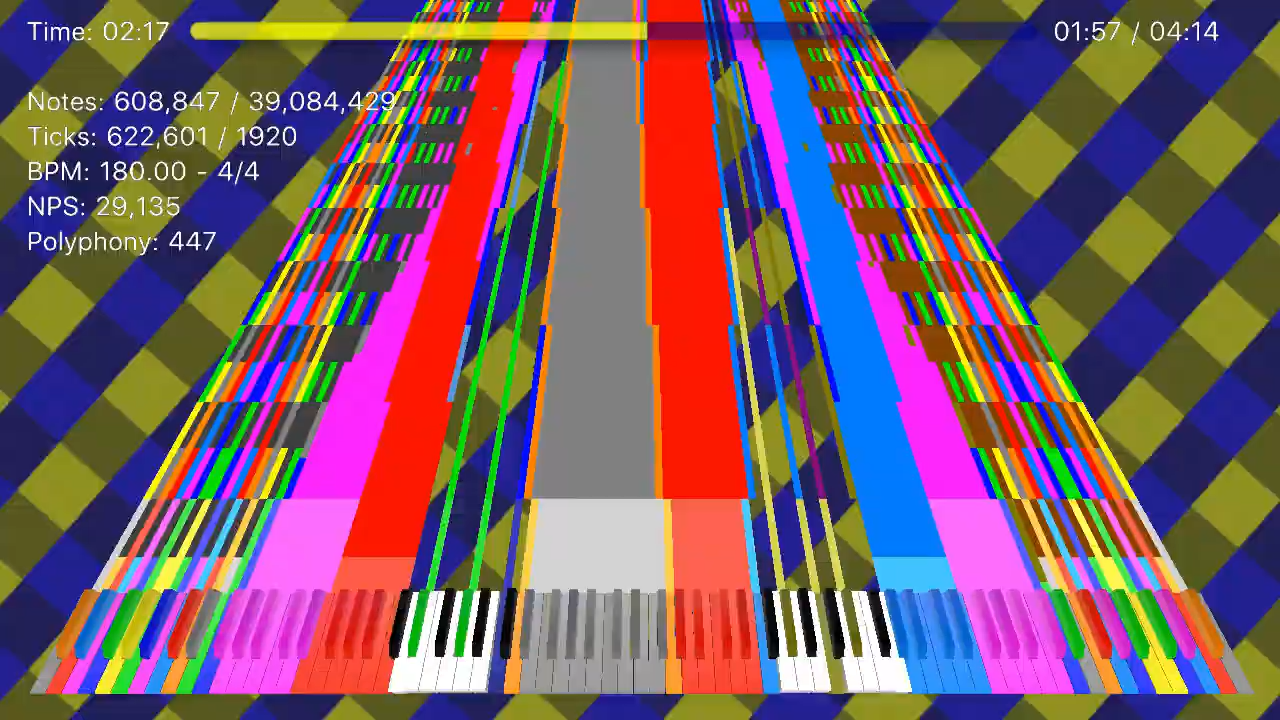 Time: 02:17
01:57 / 04:14
Notes: 608,847 / 39,084,429
Ticks: 622,601 / 1920
BPM: 180.00 - 4/4
NPS: 29,135
Polyphony: 447